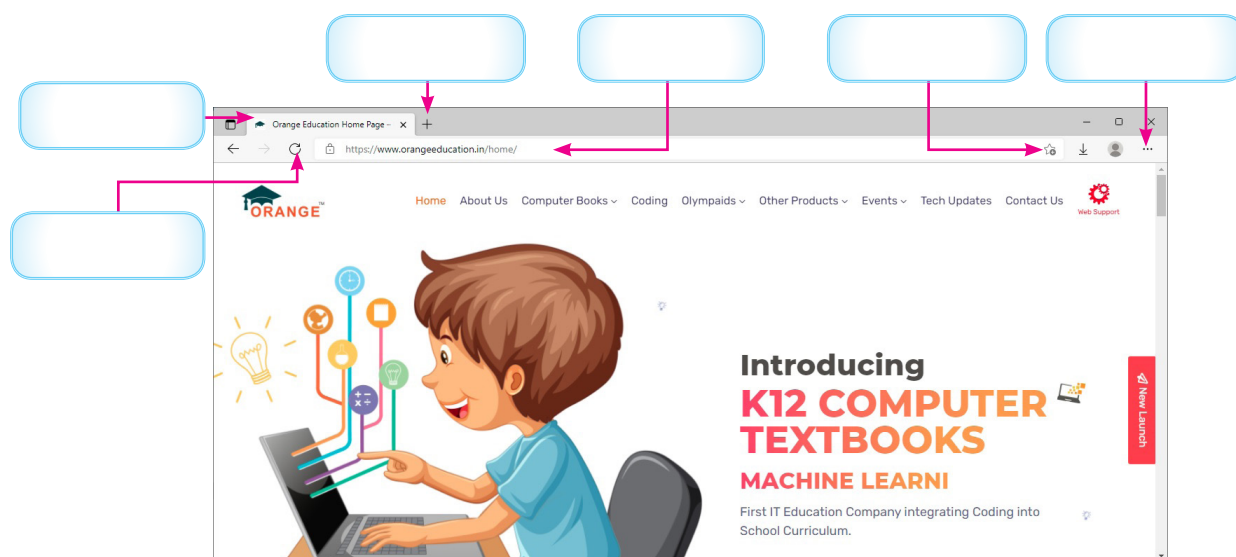 Orange Education Home Page –
https://www.orangeeducation.in/home/
ORANGE™
Home About Us Computer Books Coding Olympaids Other Products Events Tech Updates Contact Us
Web Support
Introducing
K12 COMPUTER
TEXTBOOKS
MACHINE LEARNI
First IT Education Company integrating Coding into
School Curriculum.
New Launch